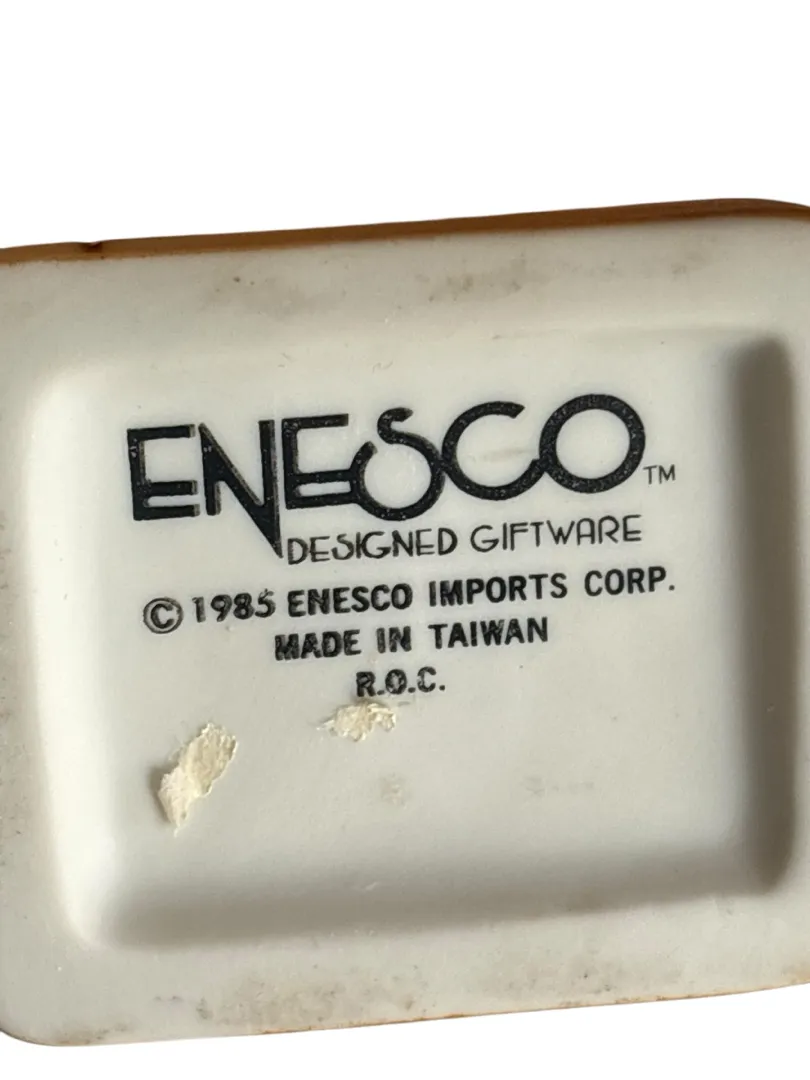 ENESCO™
DESIGNED GIFTWARE
© 1985 ENESCO IMPORTS CORP.
MADE IN TAIWAN
R.O.C.